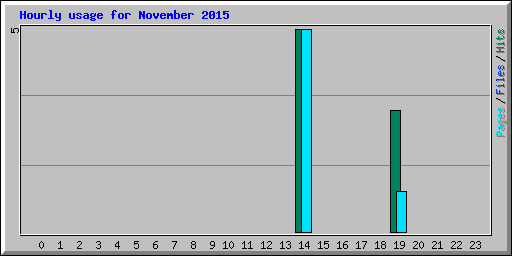 Hourly usage for November 2015
5
Pages/Files/Hits
0 1 2 3 4 5 6 7 8 9 10 11 12 13 14 15 16 17 18 19 20 21 22 23